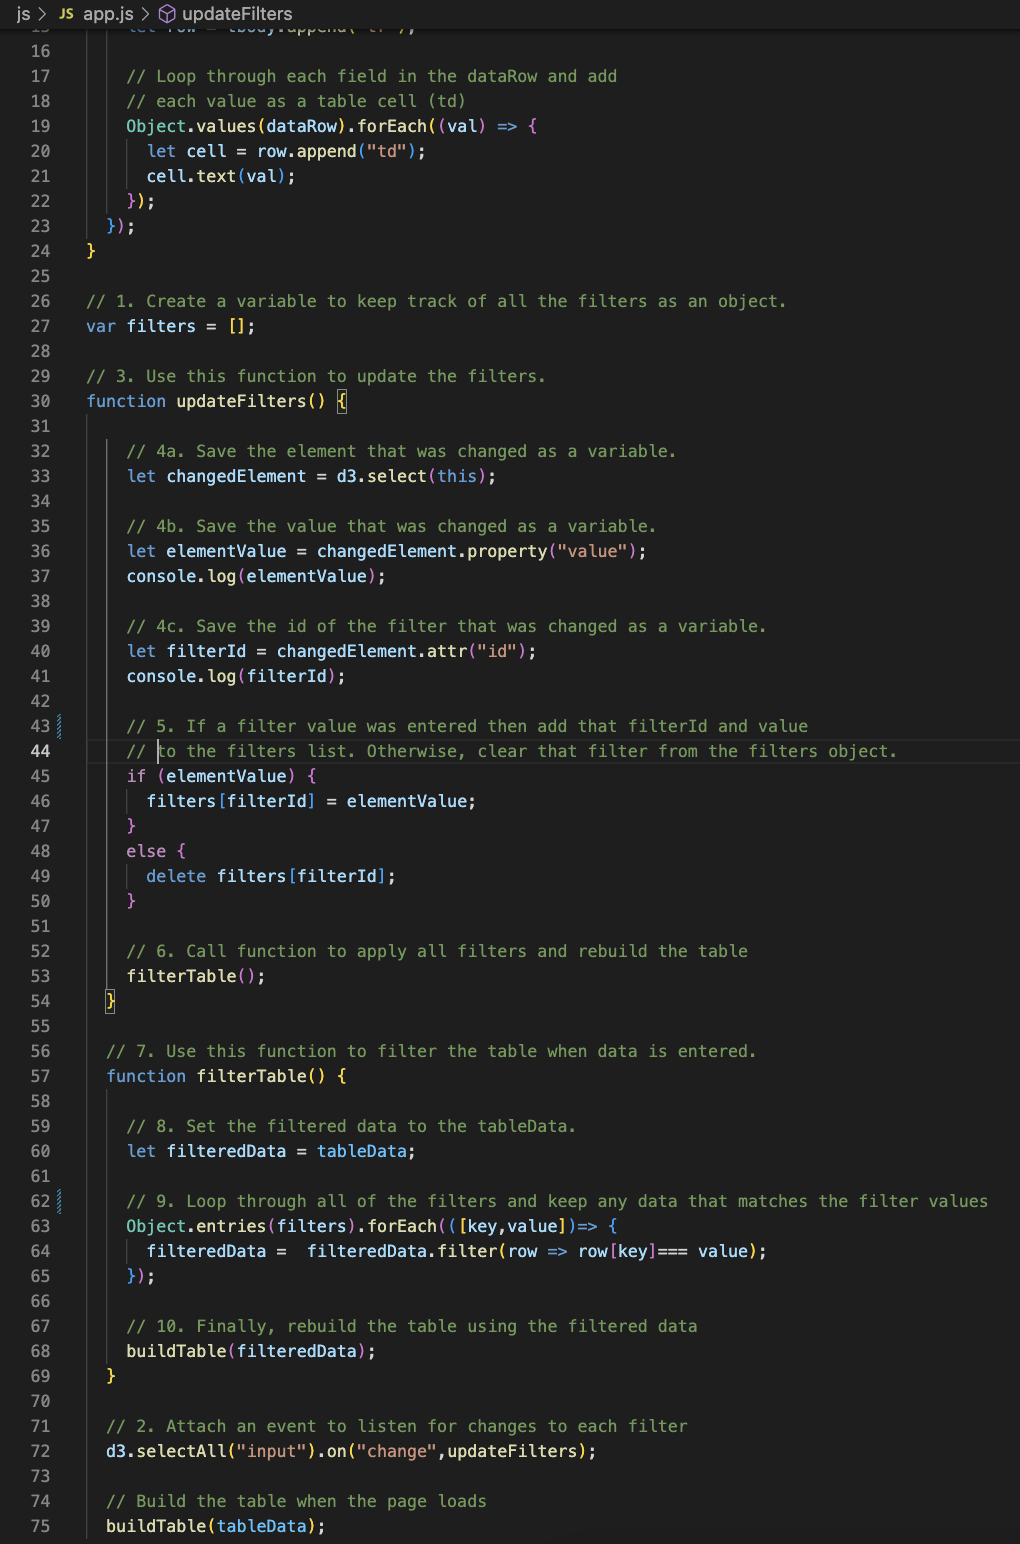 js > JS app.js > updateFilters
15 let row = tbody.append("tr");
16
17 // Loop through each field in the dataRow and add
18 // each value as a table cell (td)
19 Object.values(dataRow).forEach((val) => {
20 let cell = row.append("td");
21 cell.text(val);
22 });
23 });
24 }
25
26 // 1. Create a variable to keep track of all the filters as an object.
27 var filters = [];
28
29 // 3. Use this function to update the filters.
30 function updateFilters() {
31
32 // 4a. Save the element that was changed as a variable.
33 let changedElement = d3.select(this);
34
35 // 4b. Save the value that was changed as a variable.
36 let elementValue = changedElement.property("value");
37 console.log(elementValue);
38
39 // 4c. Save the id of the filter that was changed as a variable.
40 let filterId = changedElement.attr("id");
41 console.log(filterId);
42
43 // 5. If a filter value was entered then add that filterId and value
44 // to the filters list. Otherwise, clear that filter from the filters object.
45 if (elementValue) {
46 filters[filterId] = elementValue;
47 }
48 else {
49 delete filters[filterId];
50 }
51
52 // 6. Call function to apply all filters and rebuild the table
53 filterTable();
54 }
55
56 // 7. Use this function to filter the table when data is entered.
57 function filterTable() {
58
59 // 8. Set the filtered data to the tableData.
60 let filteredData = tableData;
61
62 // 9. Loop through all of the filters and keep any data that matches the filter values
63 Object.entries(filters).forEach(([key,value])=> {
64 filteredData =  filteredData.filter(row => row[key]=== value);
65 });
66
67 // 10. Finally, rebuild the table using the filtered data
68 buildTable(filteredData);
69 }
70
71 // 2. Attach an event to listen for changes to each filter
72 d3.selectAll("input").on("change",updateFilters);
73
74 // Build the table when the page loads
75 buildTable(tableData);